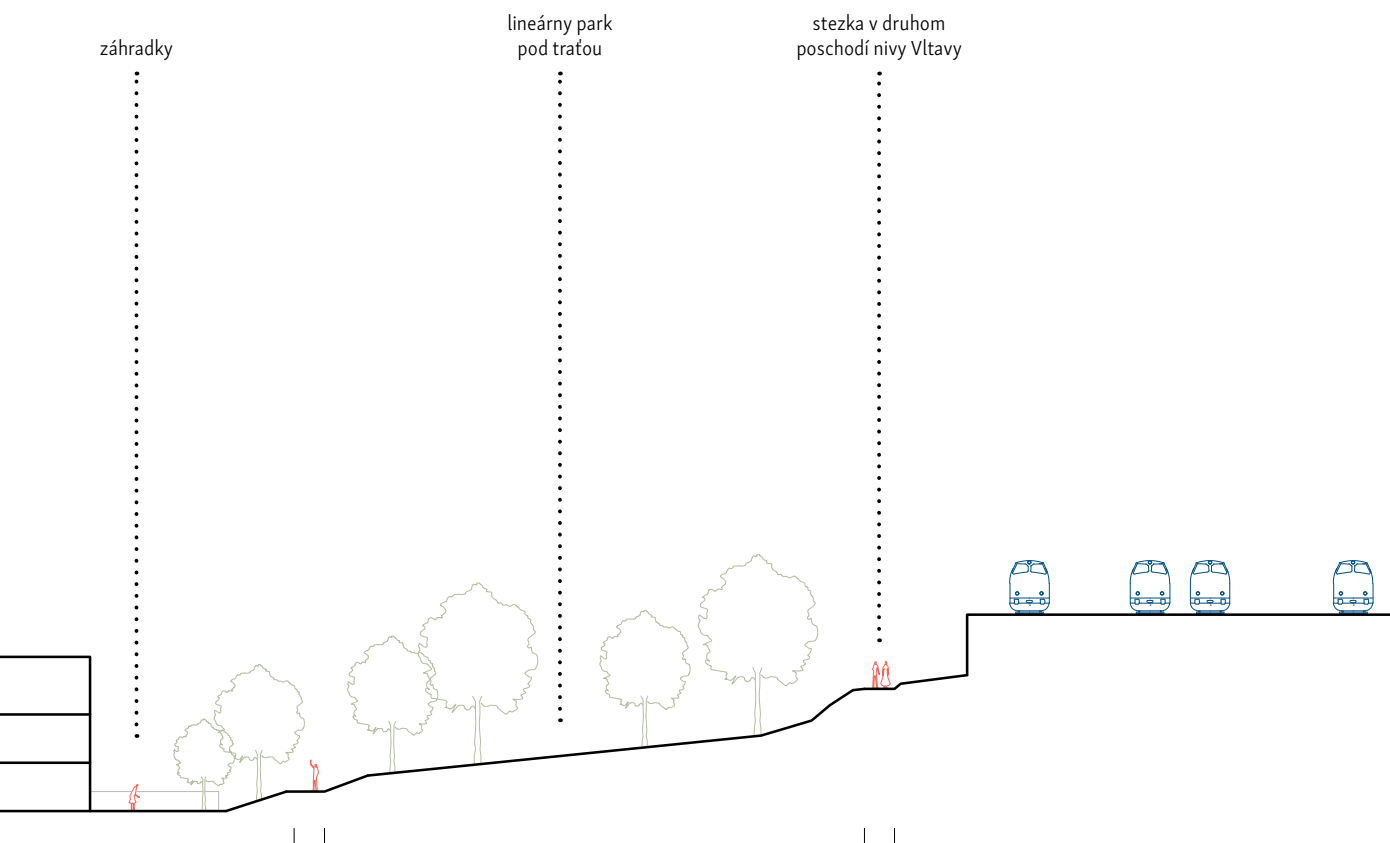 záhradky
lineárny park
pod traťou
stezka v druhom
poschodí nivy Vltavy